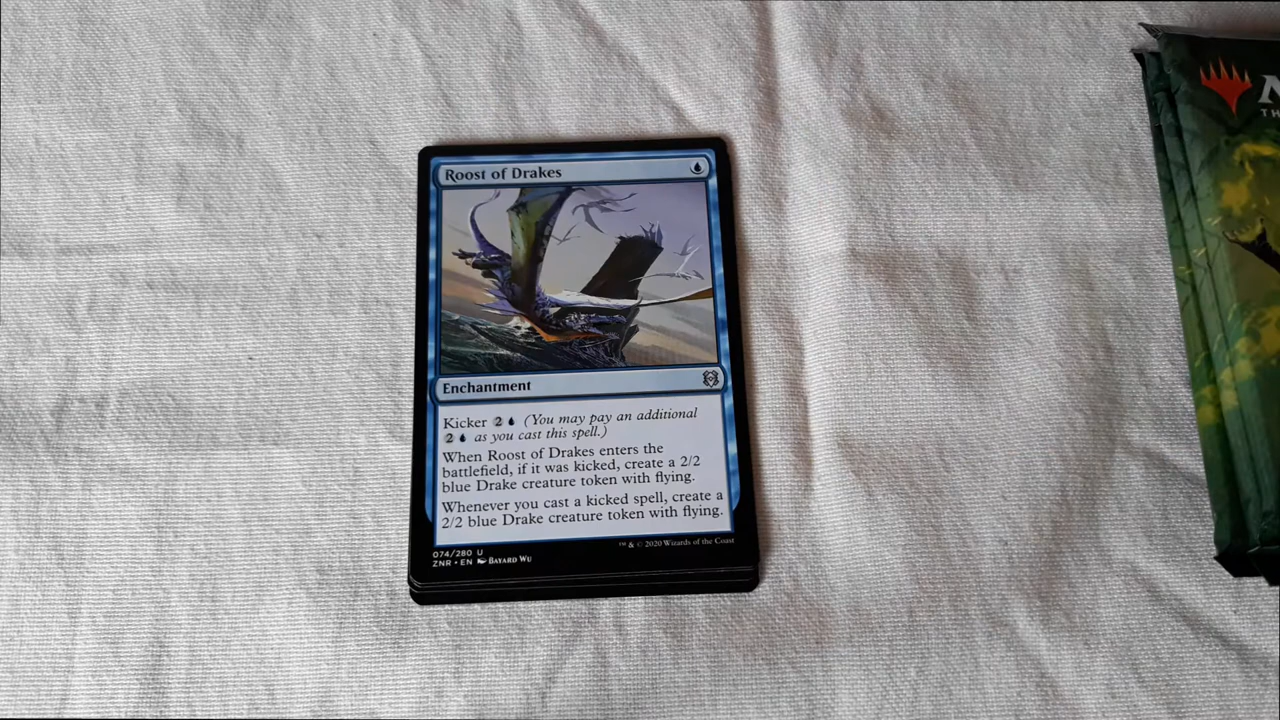 Roost of Drakes
Enchantment
Kicker 2 (You may pay an additional
2 as you cast this spell.)
When Roost of Drakes enters the
battlefield, if it was kicked, create a 2/2
blue Drake creature token with flying.
Whenever you cast a kicked spell, create a
2/2 blue Drake creature token with flying.
074/280 U
ZNR • EN Bayard Wu
™ & © 2020 Wizards of the Coast
TH